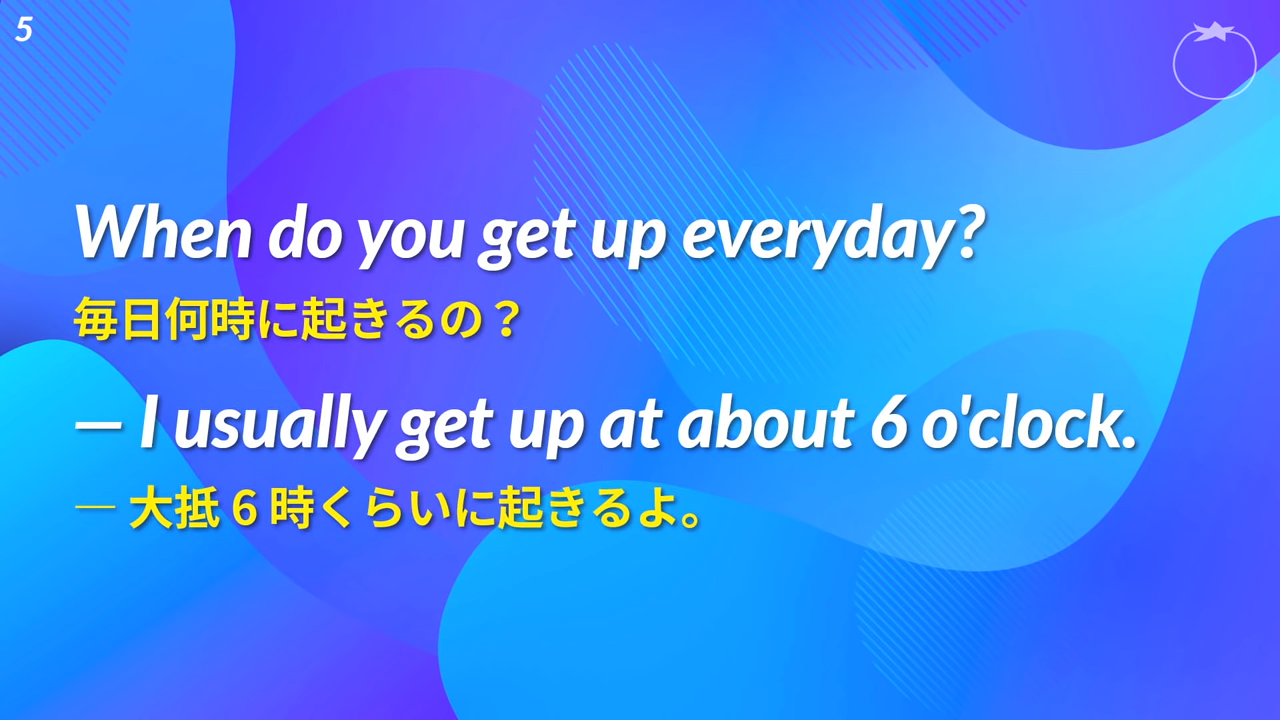 5
When do you get up everyday?
毎日何時に起きるの？
— I usually get up at about 6 o'clock.
― 大抵 6 時くらいに起きるよ。